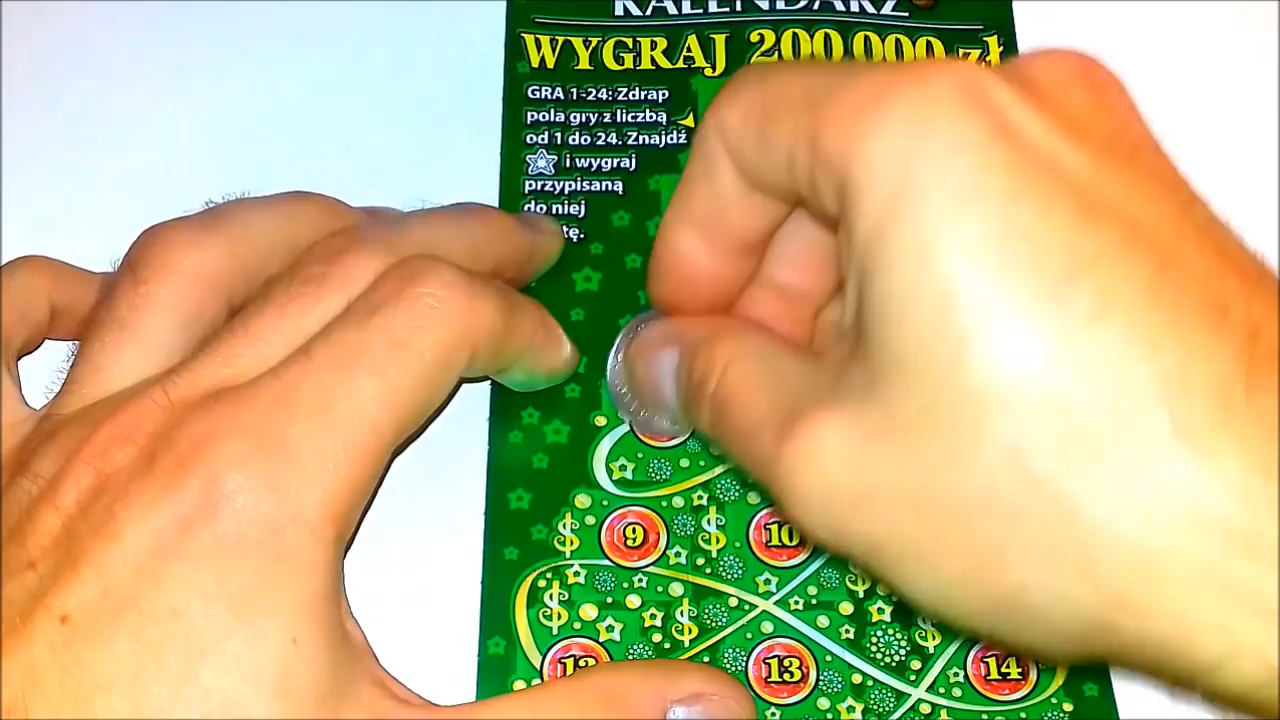 KALENDARZ
WYGRAJ 200 000 zł
GRA 1-24: Zdrap
pola gry z liczbą
od 1 do 24. Znajdź
i wygraj
przypisaną
do niej
9 10
12 13 14